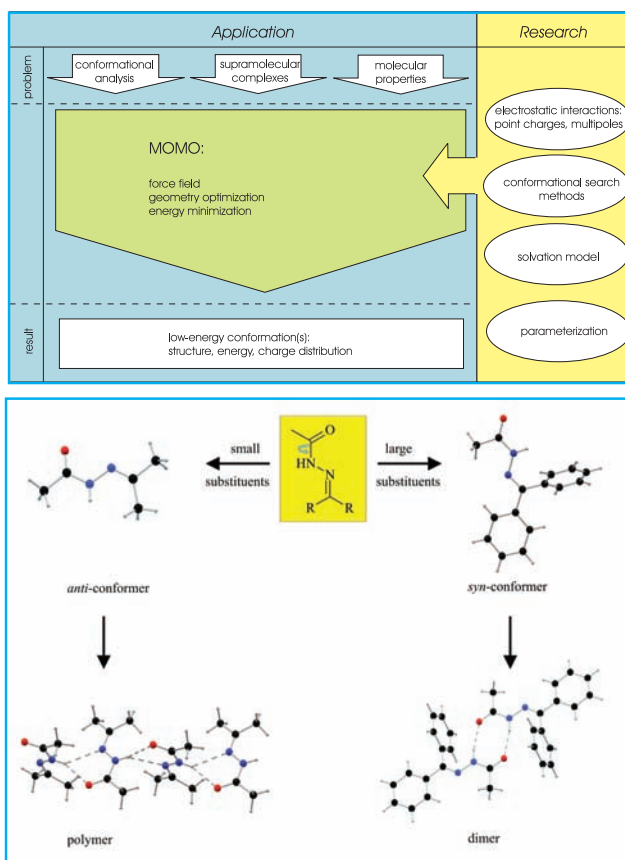 Application
Research
problem
conformational
analysis
supramolecular
complexes
molecular
properties
electrostatic interactions:
point charges, multipoles
MOMO:
force field
geometry optimization
energy minimization
conformational search
methods
solvation model
result
low-energy conformation(s):
structure, energy, charge distribution
parameterization
small
substituents
O
HN
N
R
R
large
substituents
anti-conformer
syn-conformer
polymer
dimer